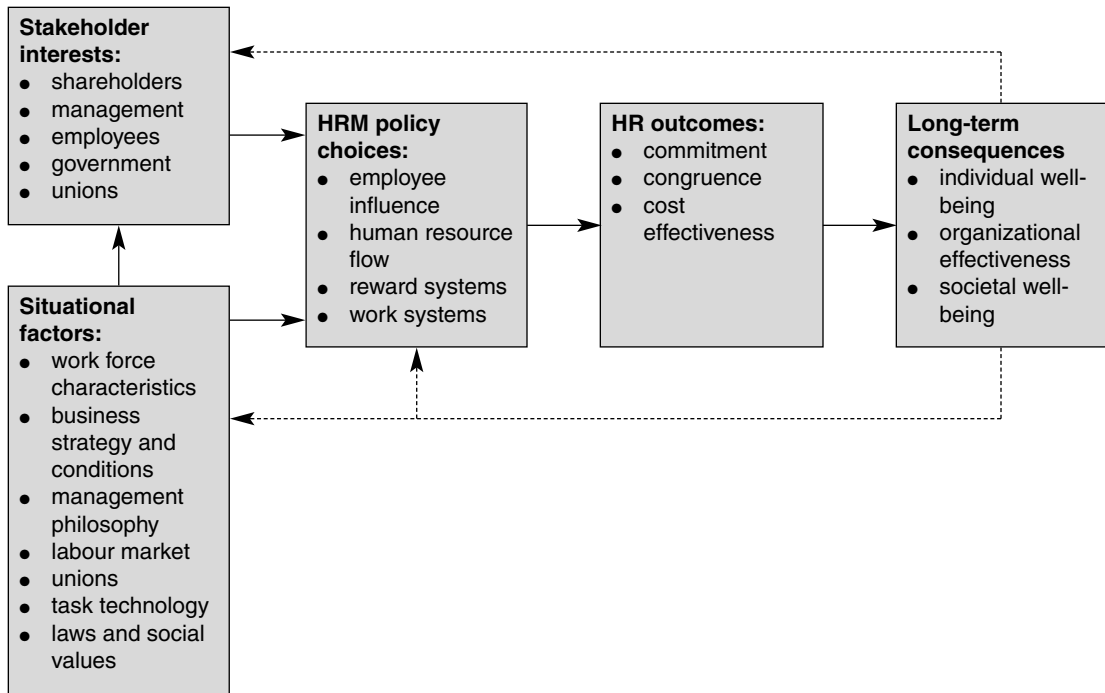 Stakeholder
interests:
● shareholders
● management
● employees
● government
● unions
Situational
factors:
● work force
characteristics
● business
strategy and
conditions
● management
philosophy
● labour market
● unions
● task technology
● laws and social
values
HRM policy
choices:
● employee
influence
● human resource
flow
● reward systems
● work systems
HR outcomes:
● commitment
● congruence
● cost
effectiveness
Long-term
consequences
● individual well-
being
● organizational
effectiveness
● societal well-
being